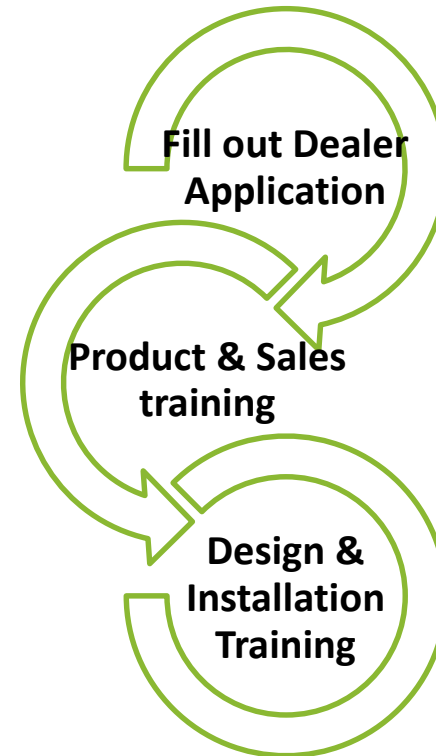 Fill out Dealer
Application
Product & Sales
training
Design &
Installation
Training